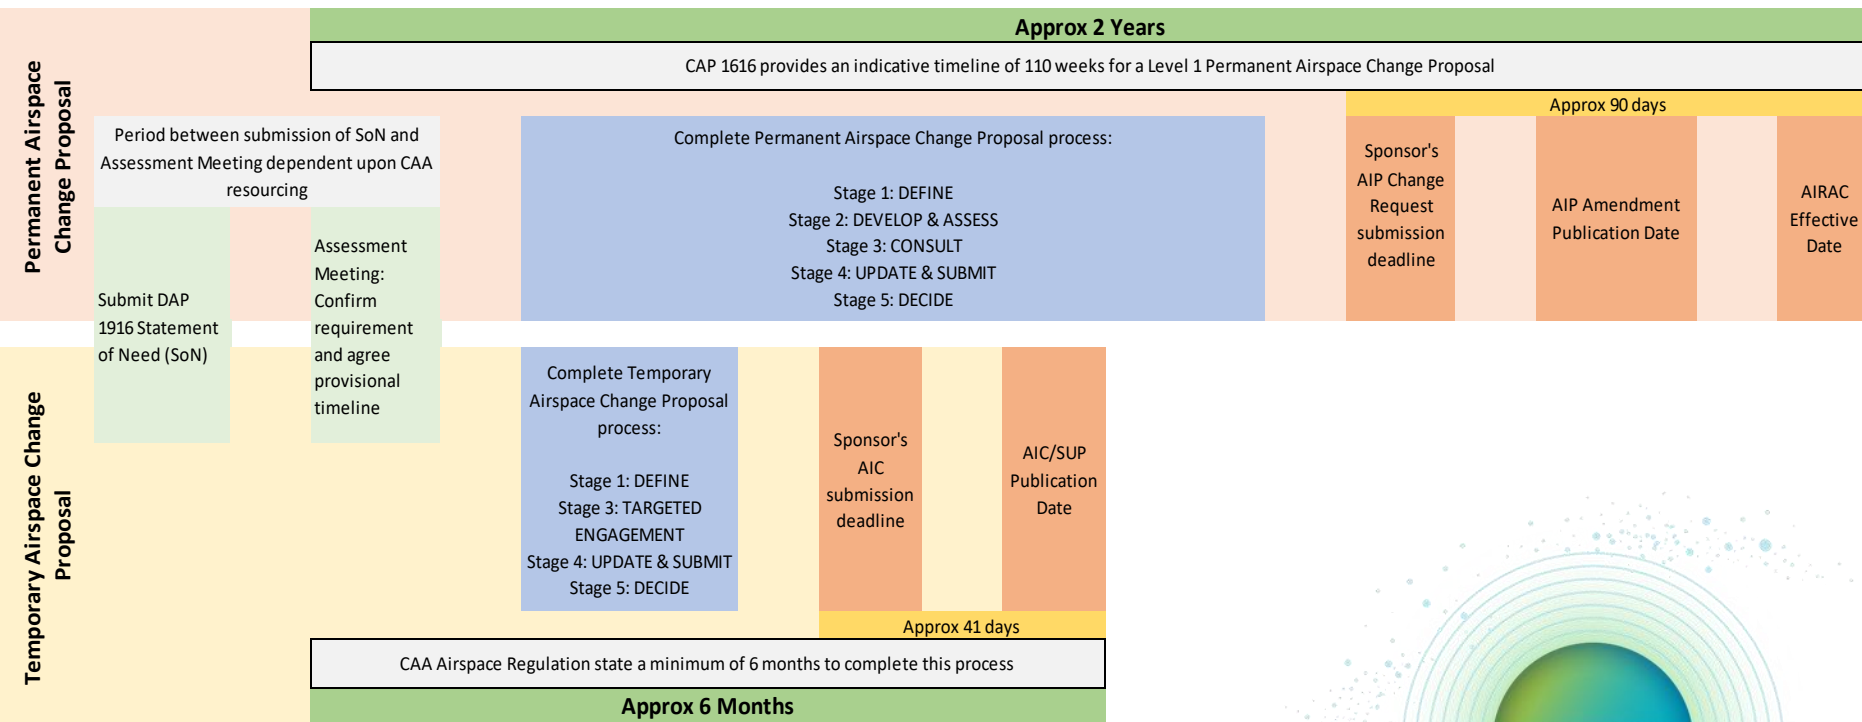 Approx 2 Years
CAP 1616 provides an indicative timeline of 110 weeks for a Level 1 Permanent Airspace Change Proposal
Approx 90 days
Permanent Airspace
Change Proposal
Period between submission of SoN and
Assessment Meeting dependent upon CAA
resourcing
Submit DAP
1916 Statement
of Need (SoN)
Assessment
Meeting:
Confirm
requirement
and agree
provisional
timeline
Complete Permanent Airspace Change Proposal process:
Stage 1: DEFINE
Stage 2: DEVELOP & ASSESS
Stage 3: CONSULT
Stage 4: UPDATE & SUBMIT
Stage 5: DECIDE
Sponsor's
AIP Change
Request
submission
deadline
AIP Amendment
Publication Date
AIRAC
Effective
Date
Temporary Airspace Change
Proposal
Complete Temporary
Airspace Change Proposal
process:
Stage 1: DEFINE
Stage 3: TARGETED
ENGAGEMENT
Stage 4: UPDATE & SUBMIT
Stage 5: DECIDE
Sponsor's
AIC
submission
deadline
AIC/SUP
Publication
Date
Approx 41 days
CAA Airspace Regulation state a minimum of 6 months to complete this process
Approx 6 Months